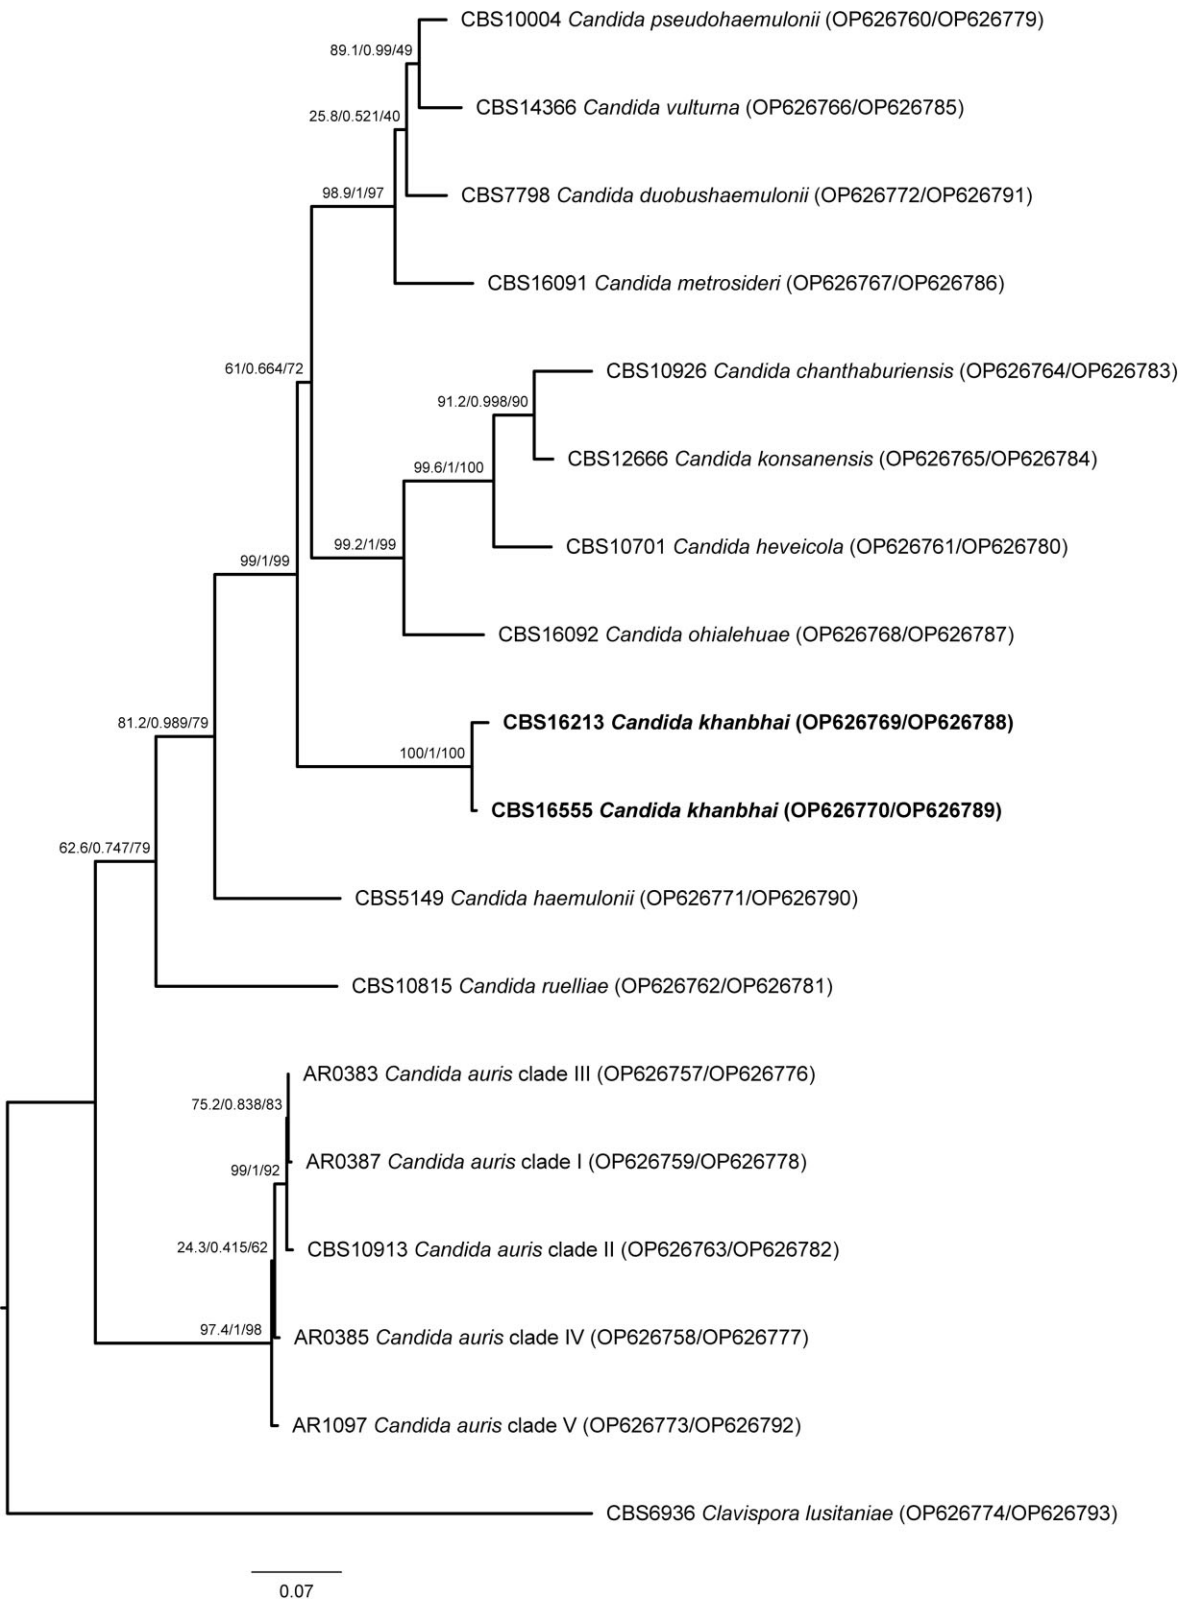 CBS10004 Candida pseudohaemulonii (OP626760/OP626779)
89.1/0.99/49
CBS14366 Candida vulturna (OP626766/OP626785)
25.8/0.521/40
CBS7798 Candida duobushaemulonii (OP626772/OP626791)
98.9/1/97
CBS16091 Candida metrosideri (OP626767/OP626786)
61/0.664/72
CBS10926 Candida chanthaburiensis (OP626764/OP626783)
91.2/0.998/90
CBS12666 Candida konsanensis (OP626765/OP626784)
99.6/1/100
CBS10701 Candida heveicola (OP626761/OP626780)
99.2/1/99
99/1/99
CBS16092 Candida ohialehuae (OP626768/OP626787)
CBS16213 Candida khanbhai (OP626769/OP626788)
81.2/0.989/79
100/1/100
CBS16555 Candida khanbhai (OP626770/OP626789)
62.6/0.747/79
CBS5149 Candida haemulonii (OP626771/OP626790)
CBS10815 Candida ruelliae (OP626762/OP626781)
AR0383 Candida auris clade III (OP626757/OP626776)
75.2/0.838/83
AR0387 Candida auris clade I (OP626759/OP626778)
99/1/92
CBS10913 Candida auris clade II (OP626763/OP626782)
24.3/0.415/62
97.4/1/98
AR0385 Candida auris clade IV (OP626758/OP626777)
AR1097 Candida auris clade V (OP626773/OP626792)
CBS6936 Clavispora lusitaniae (OP626774/OP626793)
0.07